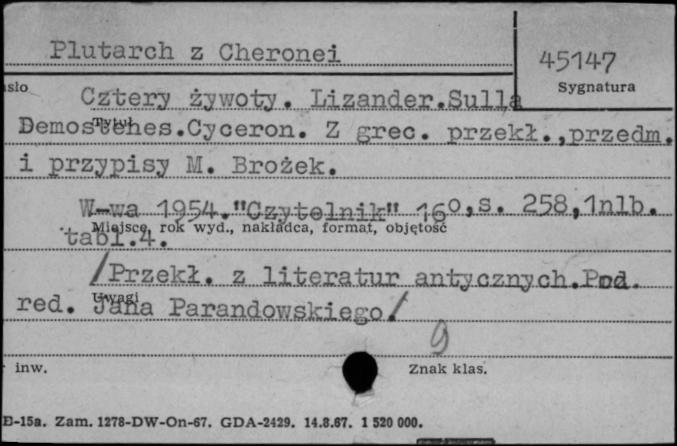 Plutarch z Cheronei
45147
Sygnatura
Cztery żywoty. Lizander.Sulla
Tytuł
Demostenes.Cyceron. Z grec. przekł.,przedm.
i przypisy M. Brożek.
W-wa 1954."Czytelnik" 16o,s. 258,1nlb.
Miejsce, rok wyd., nakładca, format, objętość
tabl.4.
/Przekł. z literatur antycznych.Pod.
Uwagi
red. Jana Parandowskiego/
9
inw.
Znak klas.
E-15a. Zam. 1278-DW-On-67. GDA-2429. 14.8.67. 1 520 000.